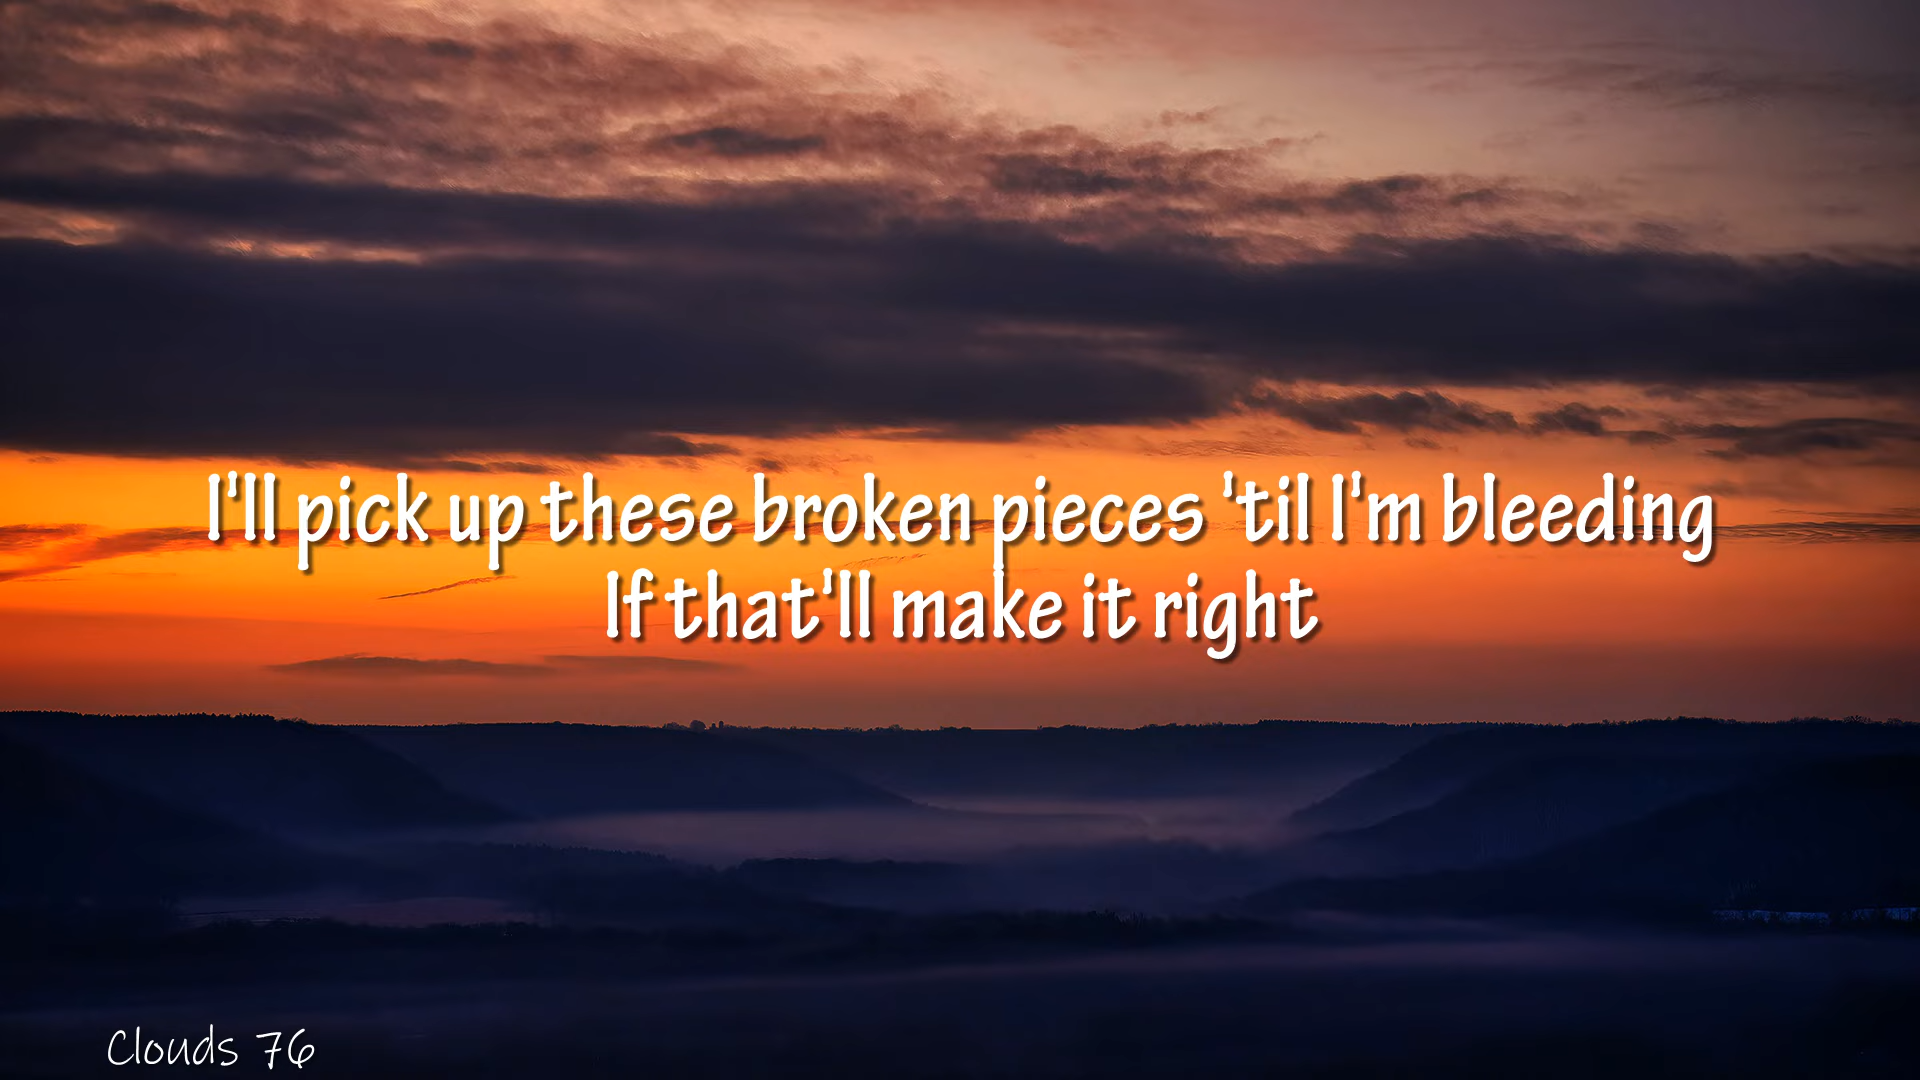 I'll pick up these broken pieces 'til I'm bleeding
If that'll make it right
Clouds 76